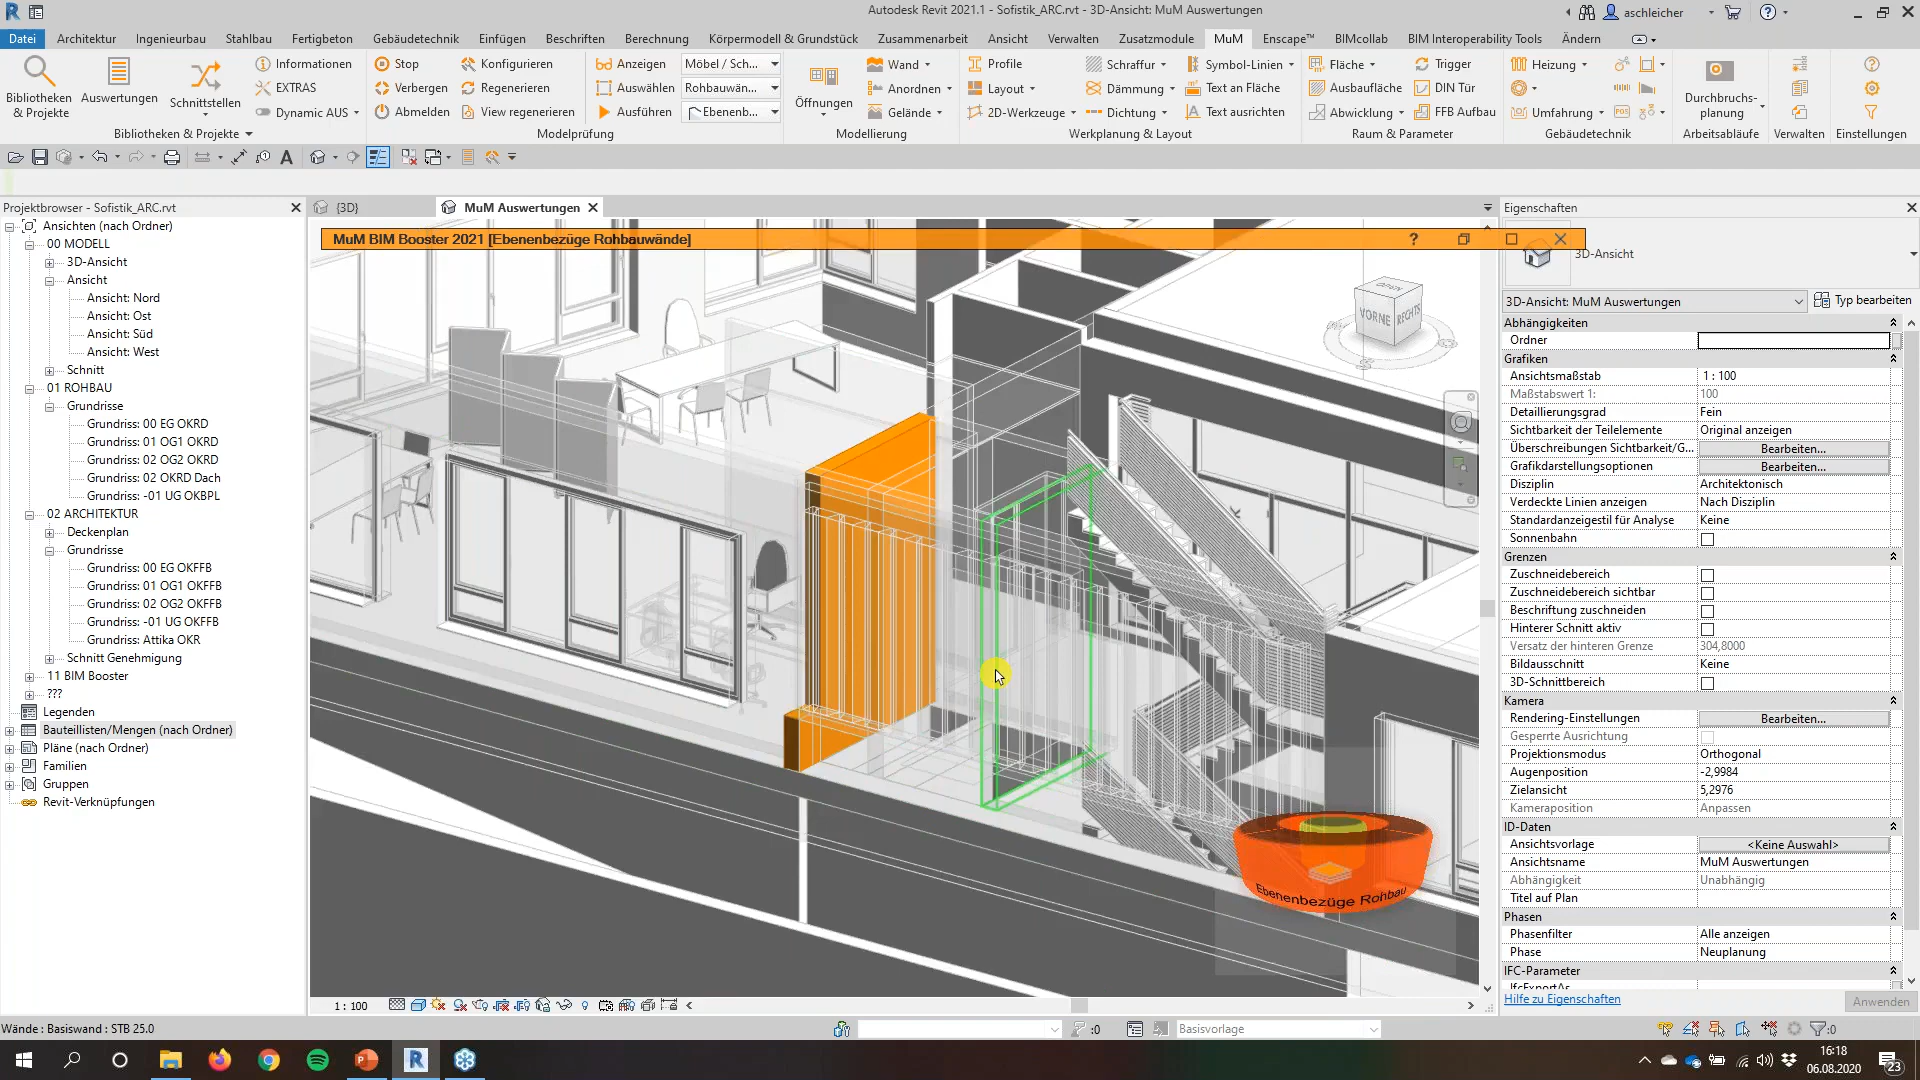 Autodesk Revit 2021.1 - Sofistik_ARC.rvt - 3D-Ansicht: MuM Auswertungen
aschleicher
Datei Architektur Ingenieurbau Stahlbau Fertigbeton Gebäudetechnik Einfügen Beschriften Berechnung Körpermodell & Grundstück Zusammenarbeit Ansicht Verwalten Zusatzmodule MuM Enscape™ BIMcollab BIM Interoperability Tools Ändern
Bibliotheken & Projekte
Auswertungen
Schnittstellen
Informationen
EXTRAS
Dynamic AUS
Bibliotheken & Projekte
Stop
Verbergen
Abmelden
Konfigurieren
Regenerieren
View regenerieren
Anzeigen
Auswählen
Ausführen
Möbel / Sch...
Rohbauwän...
Ebenenb...
Modelprüfung
Öffnungen
Wand
Anordnen
Gelände
Modellierung
Profile
Layout
2D-Werkzeuge
Schraffur
Dämmung
Dichtung
Symbol-Linien
Text an Fläche
Text ausrichten
Werkplanung & Layout
Fläche
Ausbaufläche
Abwicklung
Trigger
DIN Tür
FFB Aufbau
Raum & Parameter
Heizung
Umfahrung
Gebäudetechnik
Durchbruchs-
planung
Arbeitsabläufe
Verwalten
Einstellungen
Projektbrowser - Sofistik_ARC.rvt
Ansichten (nach Ordner)
00 MODELL
3D-Ansicht
Ansicht
Ansicht: Nord
Ansicht: Ost
Ansicht: Süd
Ansicht: West
Schnitt
01 ROHBAU
Grundrisse
Grundriss: 00 EG OKRD
Grundriss: 01 OG1 OKRD
Grundriss: 02 OG2 OKRD
Grundriss: 02 OKRD Dach
Grundriss: -01 UG OKBPL
02 ARCHITEKTUR
Deckenplan
Grundrisse
Grundriss: 00 EG OKFFB
Grundriss: 01 OG1 OKFFB
Grundriss: 02 OG2 OKFFB
Grundriss: -01 UG OKFFB
Grundriss: Attika OKR
Schnitt Genehmigung
11 BIM Booster
???
Legenden
Bauteillisten/Mengen (nach Ordner)
Pläne (nach Ordner)
Familien
Gruppen
Revit-Verknüpfungen
{3D}
MuM Auswertungen
MuM BIM Booster 2021 [Ebenenbezüge Rohbauwände]
?
OBEN
VORNE
RECHTS
Ebenenbezüge Rohbau
1 : 100
Eigenschaften
3D-Ansicht
3D-Ansicht: MuM Auswertungen Typ bearbeiten
Abhängigkeiten
Ordner
Grafiken
Ansichtsmaßstab 1 : 100
Maßstabswert 1: 100
Detaillierungsgrad Fein
Sichtbarkeit der Teilelemente Original anzeigen
Überschreibungen Sichtbarkeit/G... Bearbeiten...
Grafikdarstellungsoptionen Bearbeiten...
Disziplin Architektonisch
Verdeckte Linien anzeigen Nach Disziplin
Standardanzeigestil für Analyse Keine
Sonnenbahn
Grenzen
Zuschneidebereich
Zuschneidebereich sichtbar
Beschriftung zuschneiden
Hinterer Schnitt aktiv
Versatz der hinteren Grenze 304,8000
Bildausschnitt Keine
3D-Schnittbereich
Kamera
Rendering-Einstellungen Bearbeiten...
Gesperrte Ausrichtung
Projektionsmodus Orthogonal
Augenposition -2,9984
Zielansicht 5,2976
Kameraposition Anpassen
ID-Daten
Ansichtsvorlage <Keine Auswahl>
Ansichtsname MuM Auswertungen
Abhängigkeit Unabhängig
Titel auf Plan
Phasen
Phasenfilter Alle anzeigen
Phase Neuplanung
IFC-Parameter
IfcExportAs
Hilfe zu Eigenschaften Anwenden
Wände : Basiswand : STB 25.0
:0
Basisvorlage
:0
16:18
06.08.2020
23